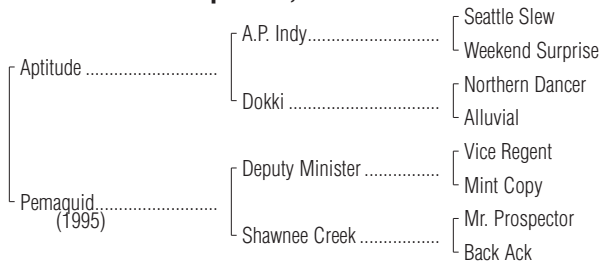 Seattle Slew
A.P. Indy
Weekend Surprise
Aptitude
Northern Dancer
Dokki
Alluvial
Vice Regent
Deputy Minister
Mint Copy
Pemaquid
(1995)
Mr. Prospector
Shawnee Creek
Back Ack